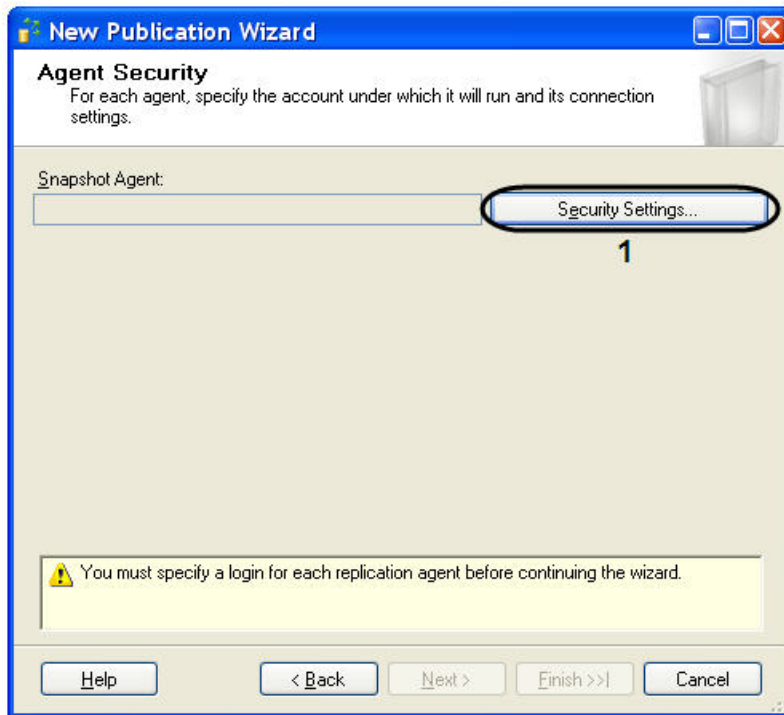 New Publication Wizard
Agent Security
For each agent, specify the account under which it will run and its connection
settings.
Snapshot Agent:
Security Settings...
1
You must specify a login for each replication agent before continuing the wizard.
Help
< Back
Next >
Finish >>|
Cancel